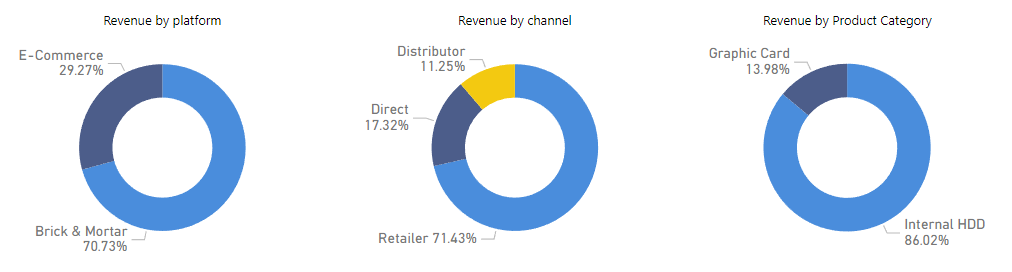 Revenue by platform
E-Commerce
29.27%
Brick & Mortar
70.73%
Revenue by channel
Distributor
11.25%
Direct
17.32%
Retailer 71.43%
Revenue by Product Category
Graphic Card
13.98%
Internal HDD
86.02%